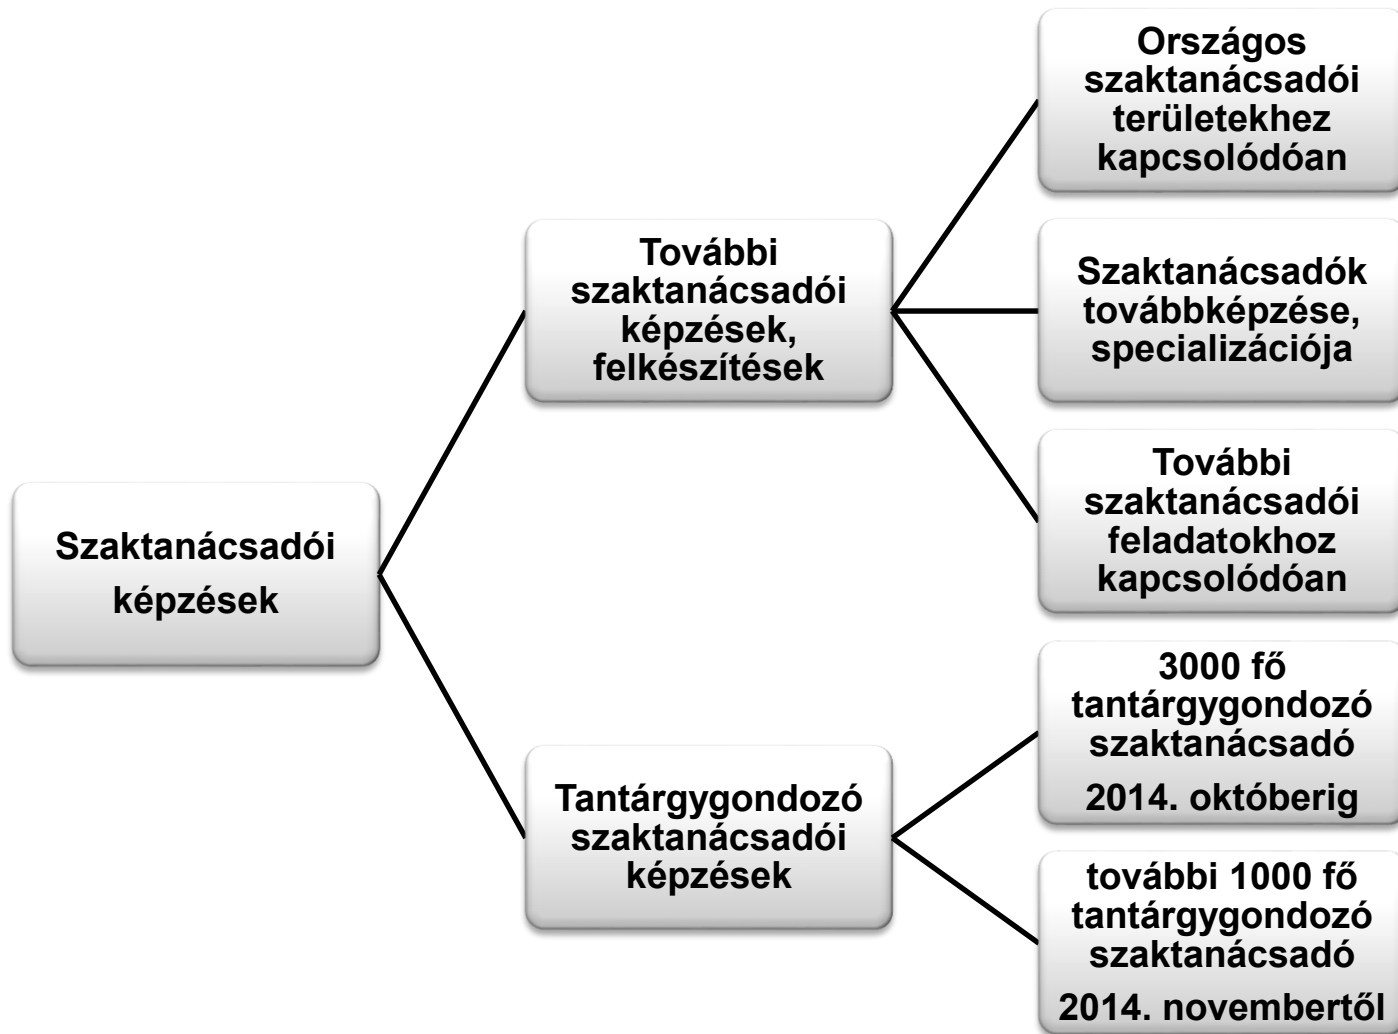 Szaktanácsadói
képzések
További
szaktanácsadói
képzések,
felkészítések
Országos
szaktanácsadói
területekhez
kapcsolódóan
Szaktanácsadók
továbbképzése,
specializációja
További
szaktanácsadói
feladatokhoz
kapcsolódóan
Tantárgygondozó
szaktanácsadói
képzések
3000 fő
tantárgygondozó
szaktanácsadó
2014. októberig
további 1000 fő
tantárgygondozó
szaktanácsadó
2014. novembertől